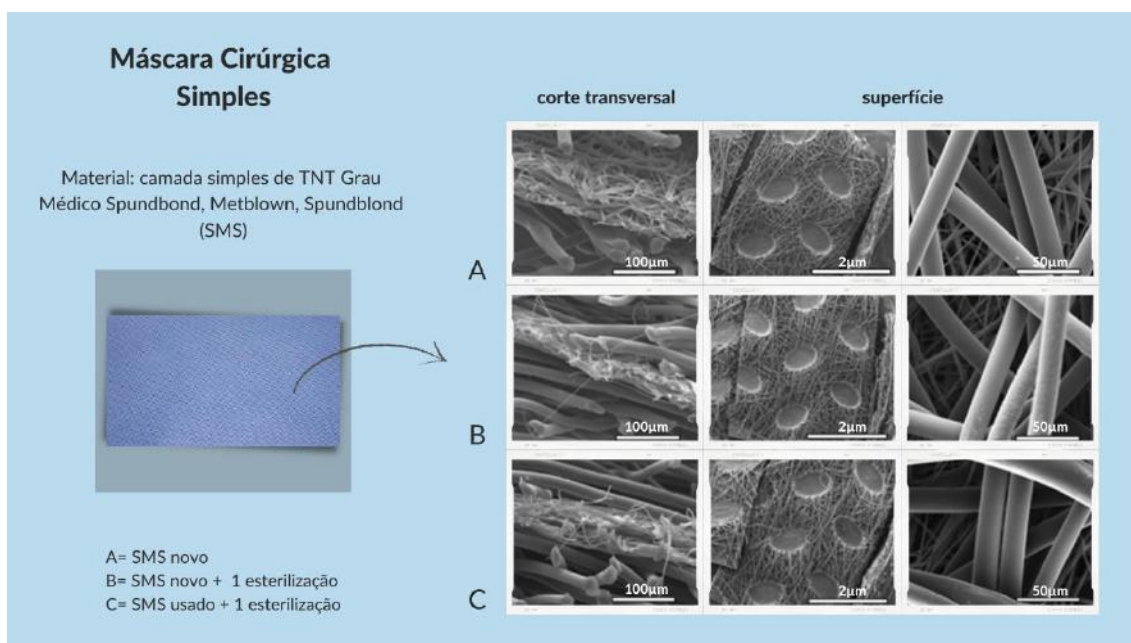 Máscara Cirúrgica
Simples
Material: camada simples de TNT Grau
Médico Spundbond, Metblown, Spundblond
(SMS)
A= SMS novo
B= SMS novo + 1 esterilização
C= SMS usado + 1 esterilização
corte transversal
superfície
A
100µm
2µm
50µm
B
100µm
2µm
50µm
C
100µm
2µm
50µm